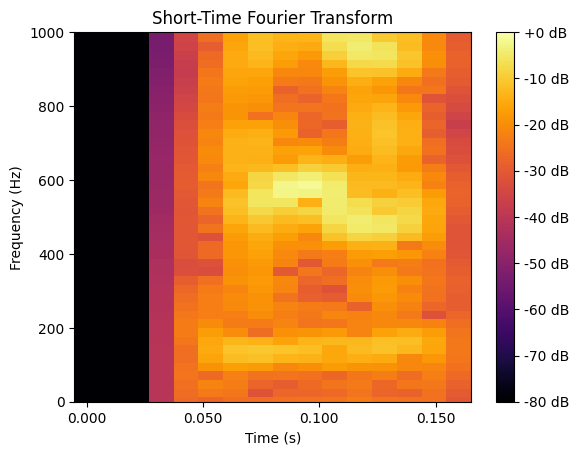 Short-Time Fourier Transform
Frequency (Hz)
1000
800
600
400
200
0
0.000
0.050
0.100
0.150
Time (s)
+0 dB
-10 dB
-20 dB
-30 dB
-40 dB
-50 dB
-60 dB
-70 dB
-80 dB